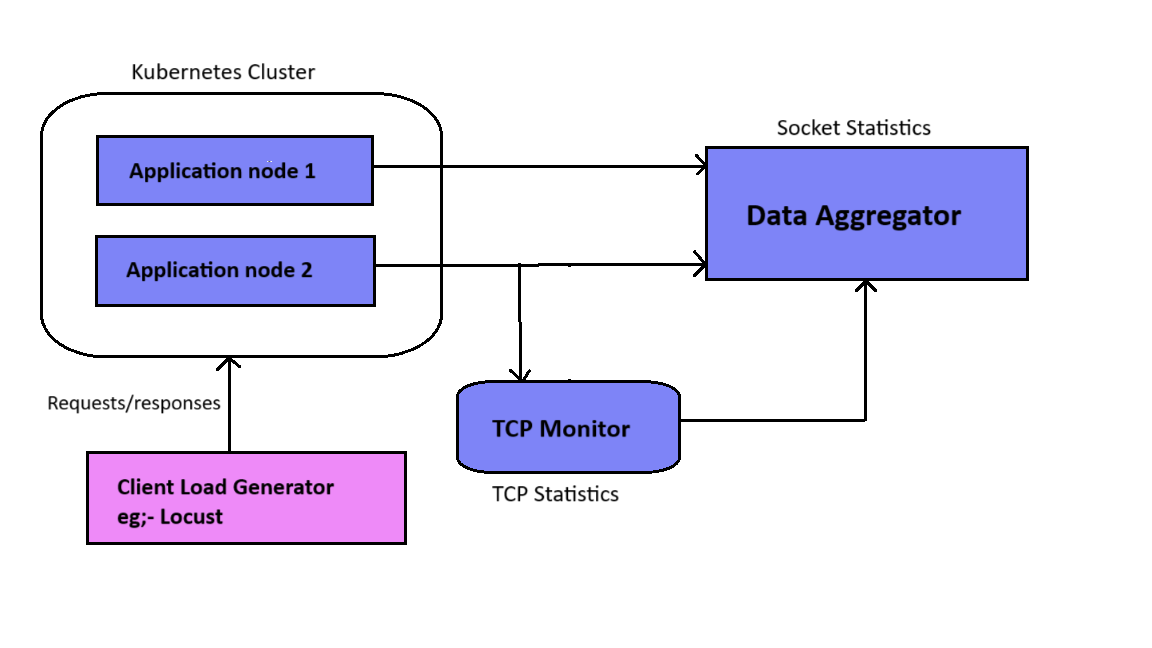 Kubernetes Cluster
Application node 1
Application node 2
Socket Statistics
Data Aggregator
Requests/responses
Client Load Generator
eg;- Locust
TCP Monitor
TCP Statistics